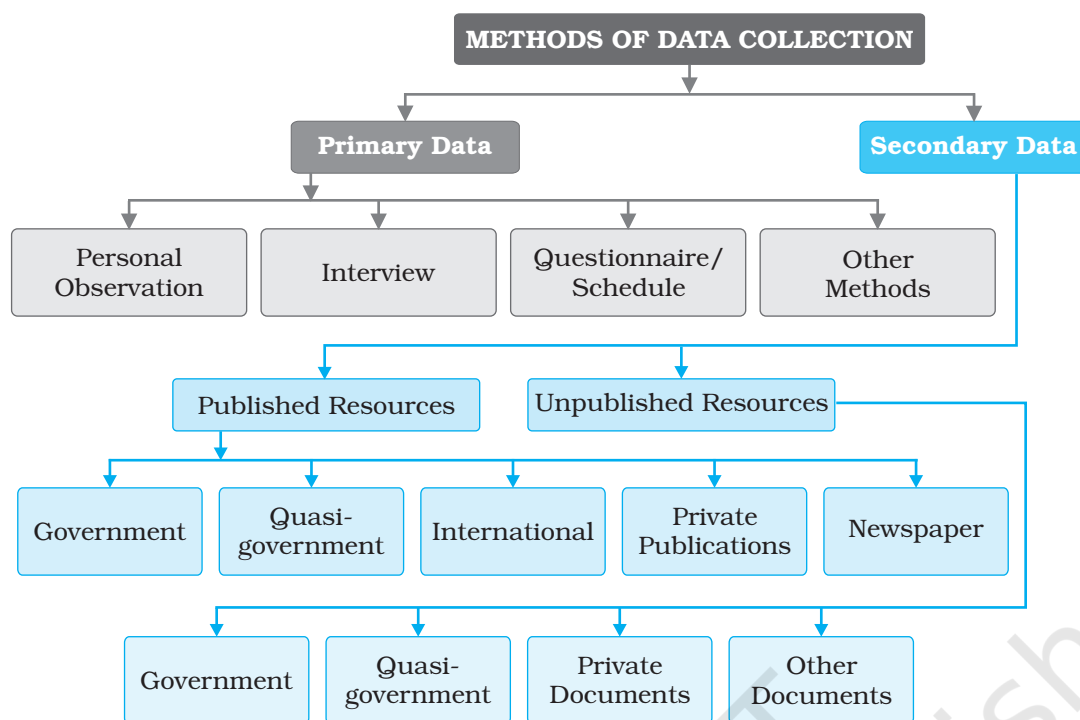 METHODS OF DATA COLLECTION
Primary Data
Secondary Data
Personal
Observation
Interview
Questionnaire/
Schedule
Other
Methods
Published Resources
Unpublished Resources
Government
Quasi-
government
International
Private
Publications
Newspaper
Government
Quasi-
government
Private
Documents
Other
Documents